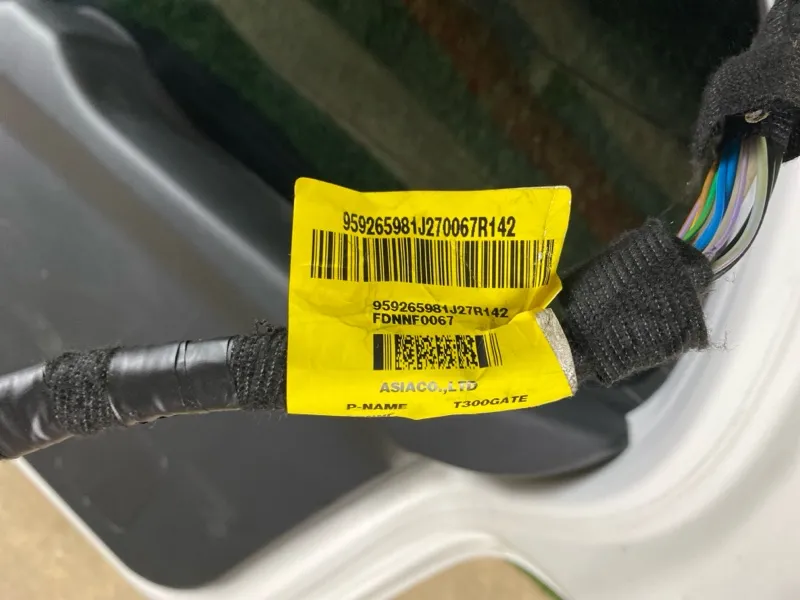 959265981J270067R142
959265981J27R142
FDNNF0067
ASIACO.,LTD
P-NAME T300GATE